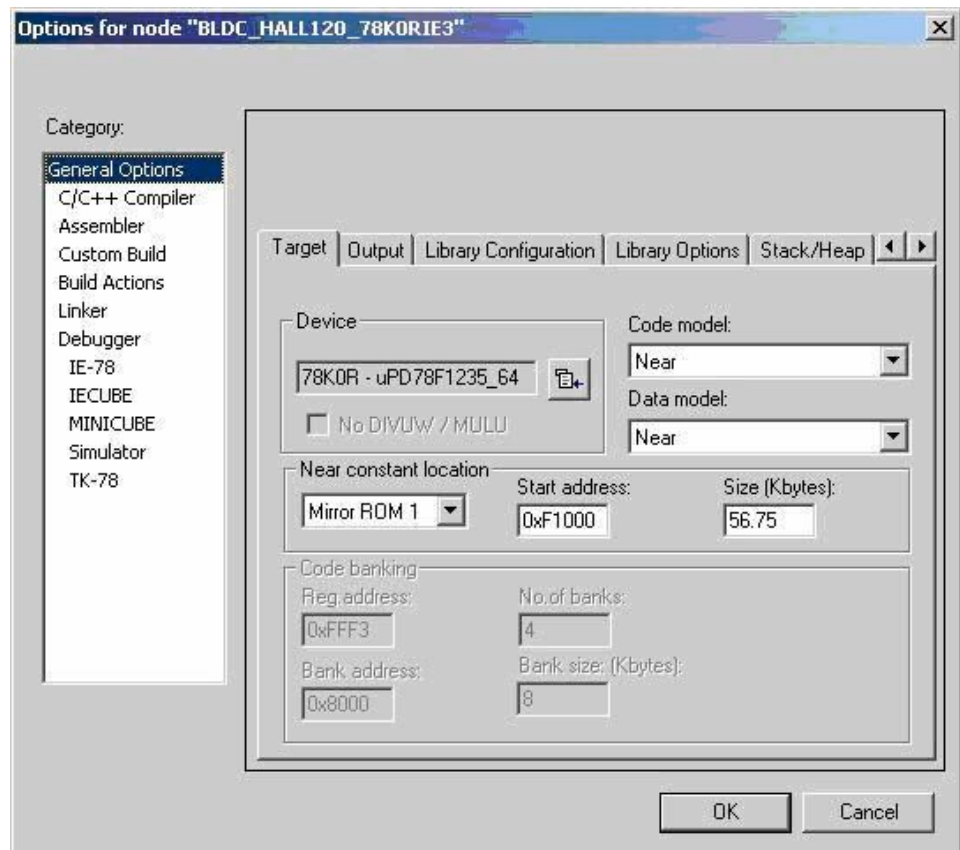 Options for node "BLDC_HALL120_78K0RIE3"
Category:
General Options
C/C++ Compiler
Assembler
Custom Build
Build Actions
Linker
Debugger
IE-78
IECUBE
MINICUBE
Simulator
TK-78
Target Output Library Configuration Library Options Stack/Heap
Device
78K0R - uPD78F1235_64
No DIVUW / MULU
Code model:
Near
Data model:
Near
Near constant location
Mirror ROM 1
Start address:
0xF1000
Size (Kbytes):
56.75
Code banking
Reg.address:
0xFFF3
No.of banks:
4
Bank address:
0x8000
Bank size: (Kbytes):
8
OK Cancel